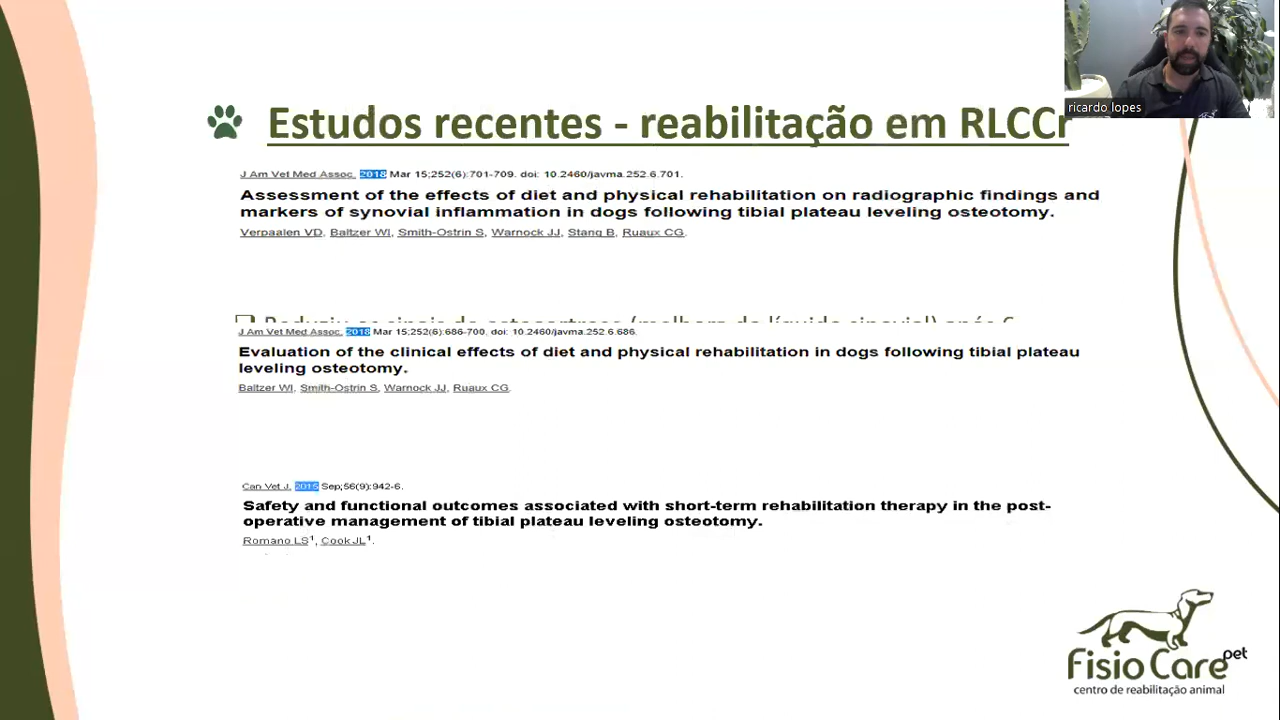 ricardo lopes
Estudos recentes - reabilitação em RLCCr
J Am Vet Med Assoc. 2018 Mar 15;252(6):701-709. doi: 10.2460/javma.252.6.701.
Assessment of the effects of diet and physical rehabilitation on radiographic findings and
markers of synovial inflammation in dogs following tibial plateau leveling osteotomy.
Verpaalen VD, Baltzer WI, Smith-Ostrin S, Warnock JJ, Stang B, Ruaux CG.
J Am Vet Med Assoc. 2018 Mar 15;252(6):686-700. doi: 10.2460/javma.252.6.686.
Evaluation of the clinical effects of diet and physical rehabilitation in dogs following tibial plateau
leveling osteotomy.
Baltzer WI, Smith-Ostrin S, Warnock JJ, Ruaux CG.
Can Vet J. 2015 Sep;56(9):942-6.
Safety and functional outcomes associated with short-term rehabilitation therapy in the post-
operative management of tibial plateau leveling osteotomy.
Romano LS1, Cook JL1.
FisioCare pet
centro de reabilitação animal